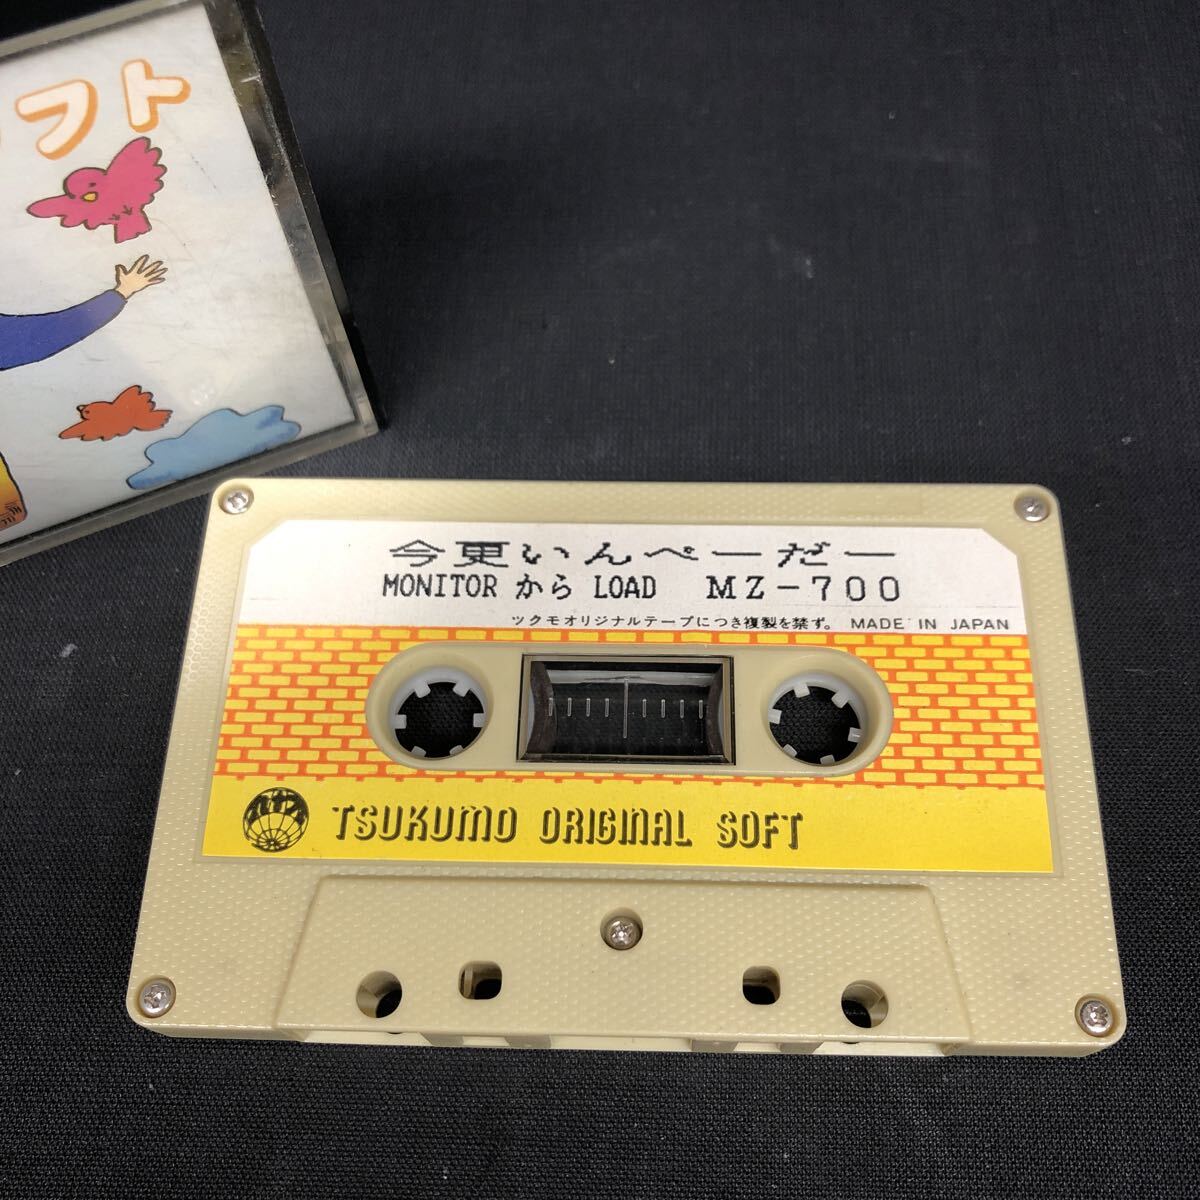 フト
今更いんべーだー
MONITOR から LOAD MZ-700
ツクモオリジナルテープにつき複製を禁ず。 MADE IN JAPAN
TSUKUMO ORIGINAL SOFT